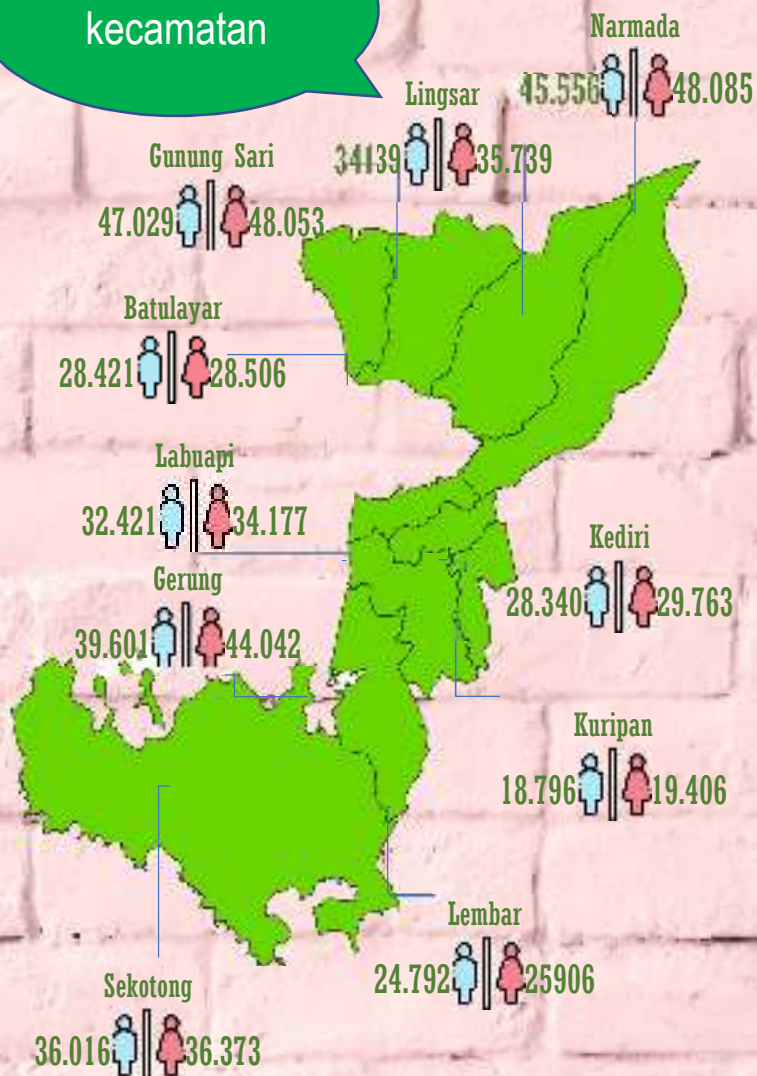 kecamatan
Narmada
45.556 48.085
Lingsar
34139 35.739
Gunung Sari
47.029 48.053
Batulayar
28.421 28.506
Labuapi
32.421 34.177
Kediri
28.340 29.763
Gerung
39.601 44.042
Kuripan
18.796 19.406
Lembar
24.792 25906
Sekotong
36.016 36.373